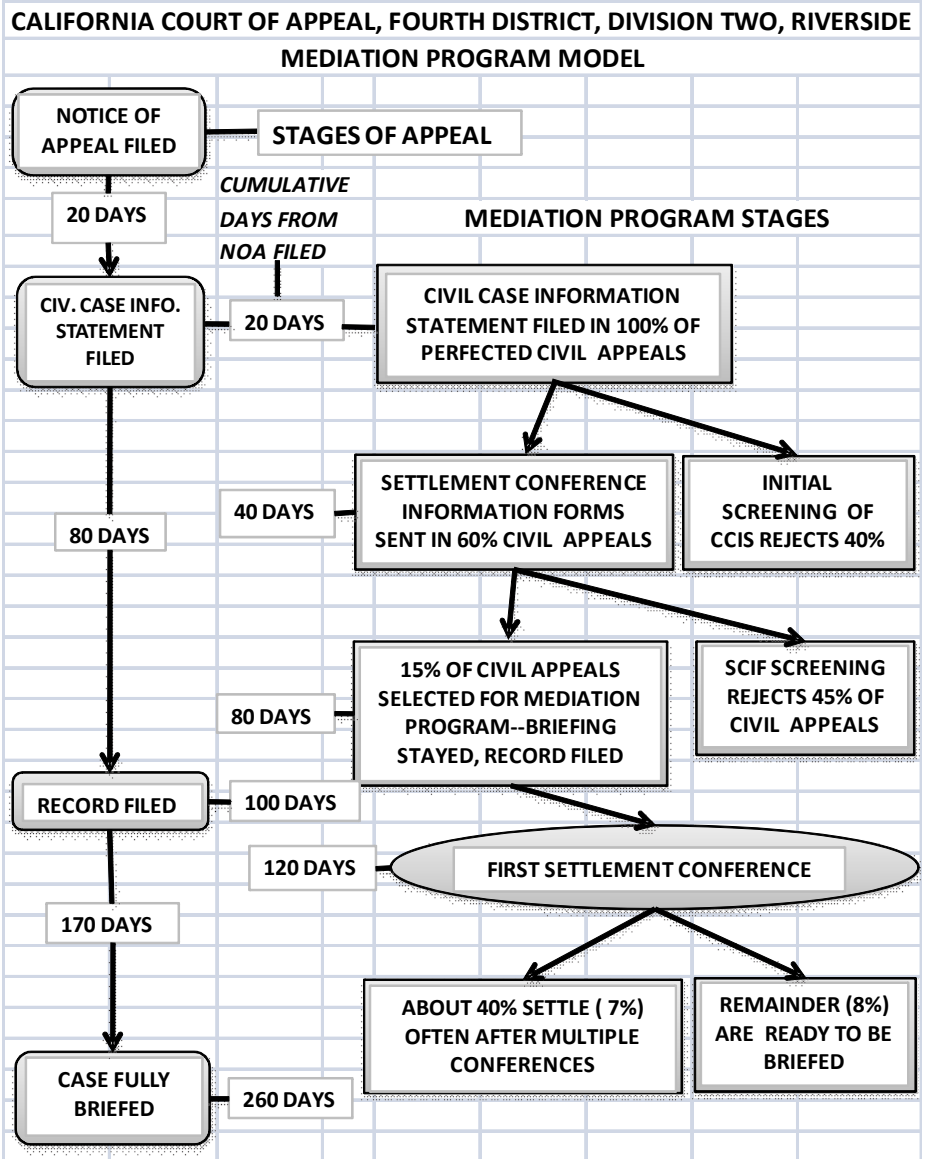 CALIFORNIA COURT OF APPEAL, FOURTH DISTRICT, DIVISION TWO, RIVERSIDE
MEDIATION PROGRAM MODEL
NOTICE OF
APPEAL FILED
STAGES OF APPEAL
20 DAYS
CUMULATIVE
DAYS FROM
NOA FILED
MEDIATION PROGRAM STAGES
CIV. CASE INFO.
STATEMENT
FILED
20 DAYS
CIVIL CASE INFORMATION
STATEMENT FILED IN 100% OF
PERFECTED CIVIL APPEALS
40 DAYS
SETTLEMENT CONFERENCE
INFORMATION FORMS
SENT IN 60% CIVIL APPEALS
INITIAL
SCREENING OF
CCIS REJECTS 40%
80 DAYS
80 DAYS
15% OF CIVIL APPEALS
SELECTED FOR MEDIATION
PROGRAM--BRIEFING
STAYED, RECORD FILED
SCIF SCREENING
REJECTS 45% OF
CIVIL APPEALS
RECORD FILED
100 DAYS
120 DAYS
FIRST SETTLEMENT CONFERENCE
170 DAYS
ABOUT 40% SETTLE ( 7%)
OFTEN AFTER MULTIPLE
CONFERENCES
REMAINDER (8%)
ARE READY TO BE
BRIEFED
CASE FULLY
BRIEFED
260 DAYS